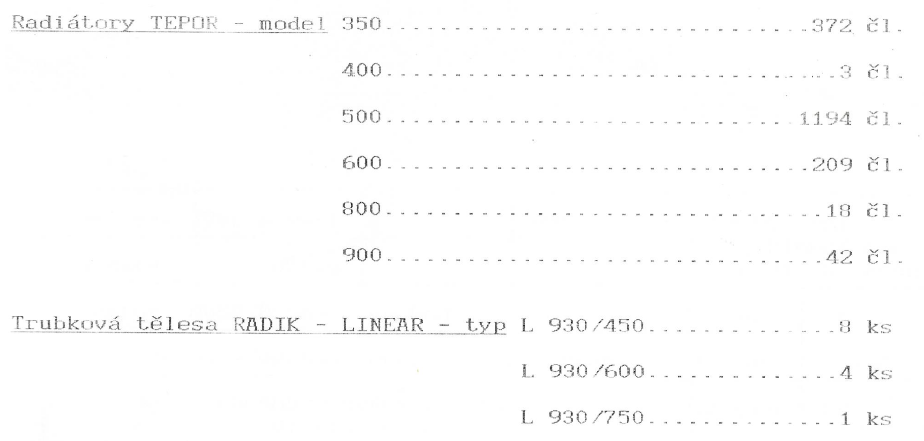 Radiátory TEPOR - model 350..............................372 čl.
400................................3 čl.
500.............................1194 čl.
600..............................209 čl.
800...............................18 čl.
900...............................42 čl.
Trubková tělesa RADIK - LINEAR - typ L 930/450..............8 ks
L 930/600..............4 ks
L 930/750..............1 ks